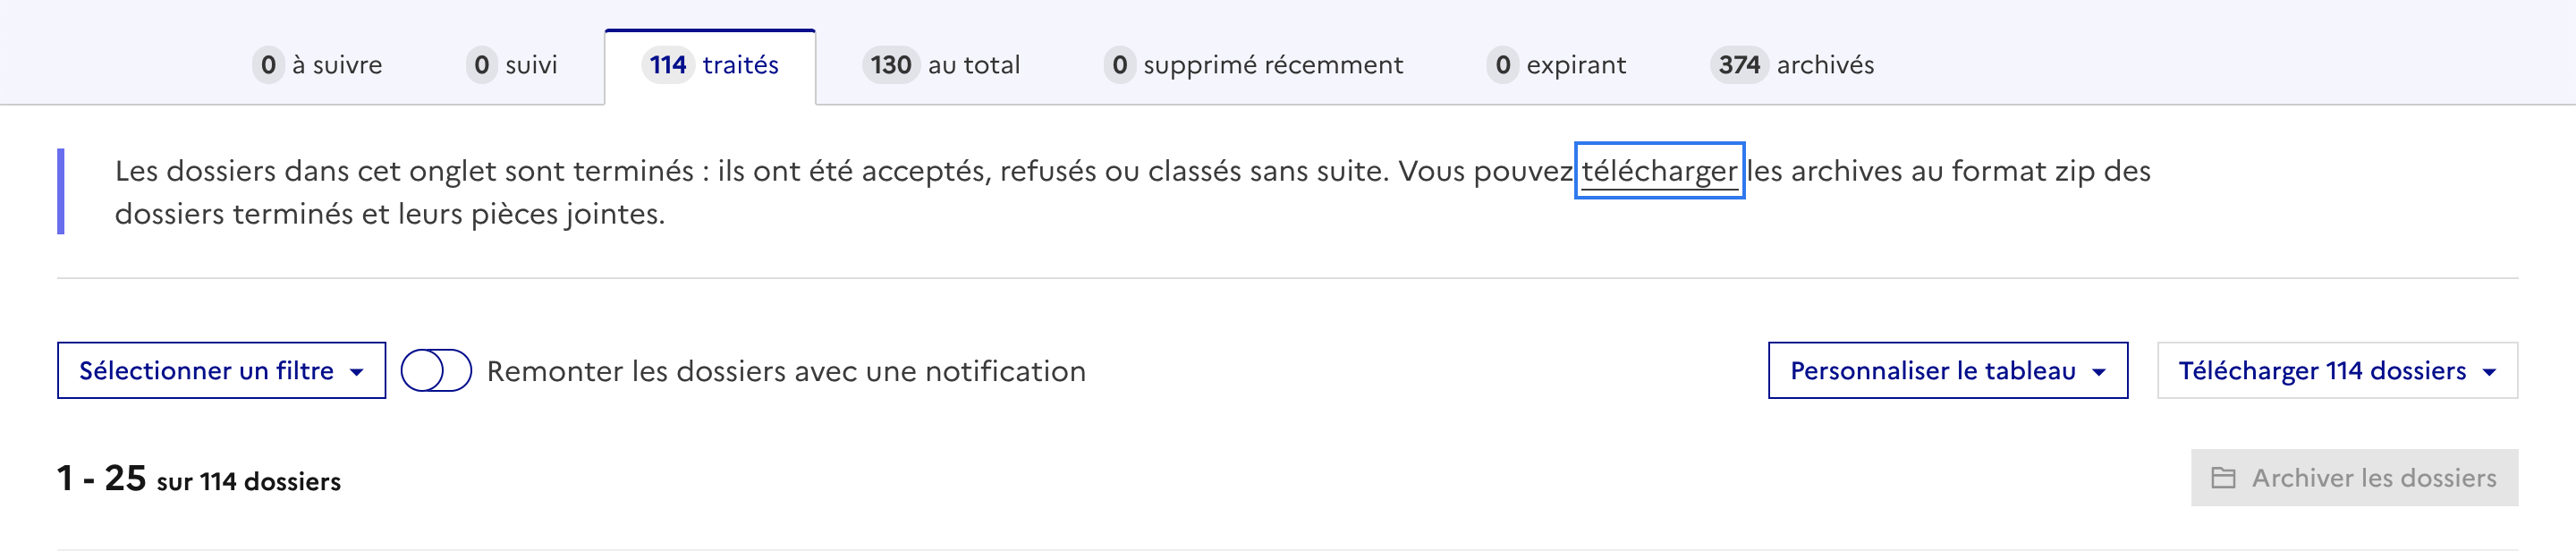 0 à suivre 0 suivi 114 traités 130 au total 0 supprimé récemment 0 expirant 374 archivés
Les dossiers dans cet onglet sont terminés : ils ont été acceptés, refusés ou classés sans suite. Vous pouvez télécharger les archives au format zip des
dossiers terminés et leurs pièces jointes.
Sélectionner un filtre Remonter les dossiers avec une notification Personnaliser le tableau Télécharger 114 dossiers
1 - 25 sur 114 dossiers Archiver les dossiers